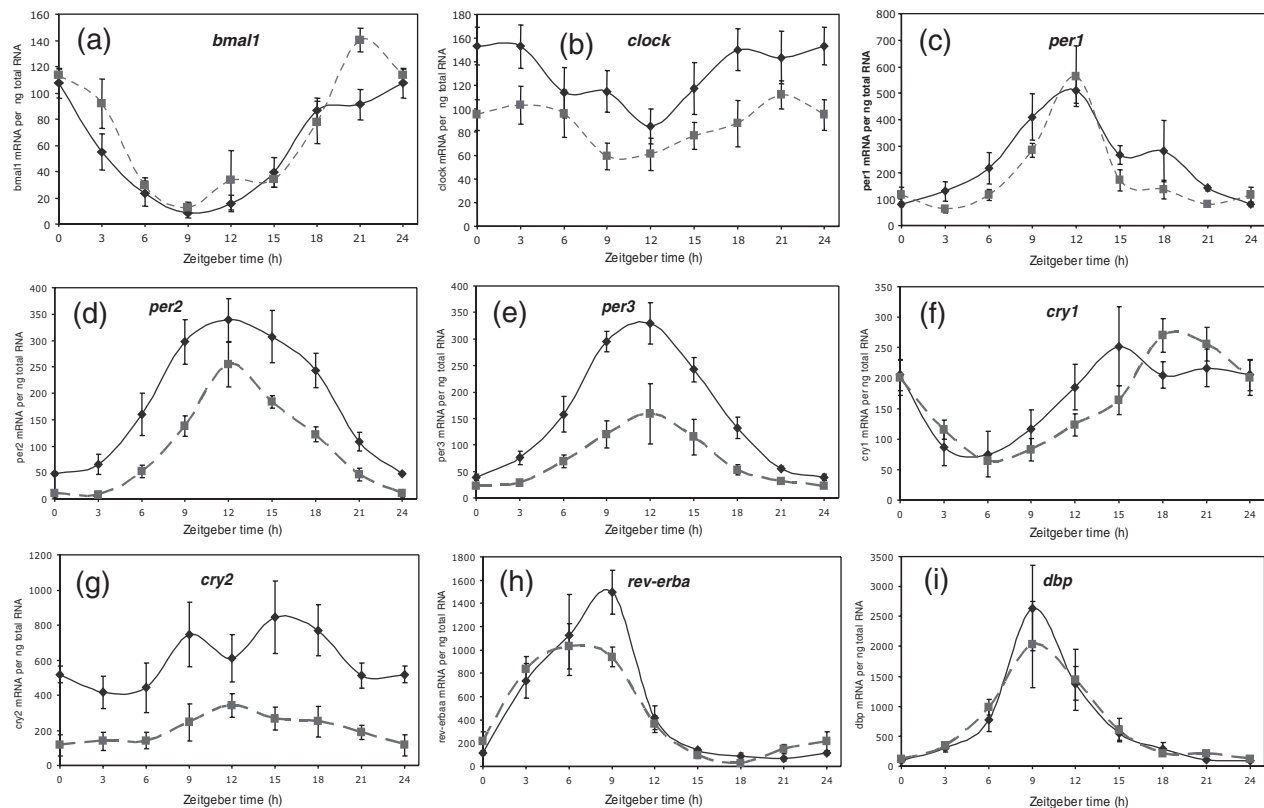 (a)
bmal1
bmal1 mRNA per ng total RNA
160
140
120
100
80
60
40
20
0
0 3 6 9 12 15 18 21 24
Zeitgeber time (h)
(b)
clock
clock mRNA per ng total RNA
180
160
140
120
100
80
60
40
20
0
0 3 6 9 12 15 18 21 24
Zeitgeber time (h)
(c)
per1
per1 mRNA per ng total RNA
800
700
600
500
400
300
200
100
0
0 3 6 9 12 15 18 21 24
Zeitgeber time (h)
(d)
per2
per2 mRNA per ng total RNA
400
350
300
250
200
150
100
50
0
0 3 6 9 12 15 18 21 24
Zeitgeber time (h)
(e)
per3
per3 mRNA per ng total RNA
400
350
300
250
200
150
100
50
0
0 3 6 9 12 15 18 21 24
Zeitgeber time (h)
(f)
cry1
cry1 mRNA per ng total RNA
350
300
250
200
150
100
50
0
0 3 6 9 12 15 18 21 24
Zeitgeber time (h)
(g)
cry2
cry2 mRNA per ng total RNA
1200
1000
800
600
400
200
0
0 3 6 9 12 15 18 21 24
Zeitgeber time (h)
(h)
rev-erba
rev-erbaa mRNA per ng total RNA
1800
1600
1400
1200
1000
800
600
400
200
0
0 3 6 9 12 15 18 21 24
Zeitgeber time (h)
(i)
dbp
dbp mRNA per ng total RNA
3500
3000
2500
2000
1500
1000
500
0
0 3 6 9 12 15 18 21 24
Zeitgeber time (h)